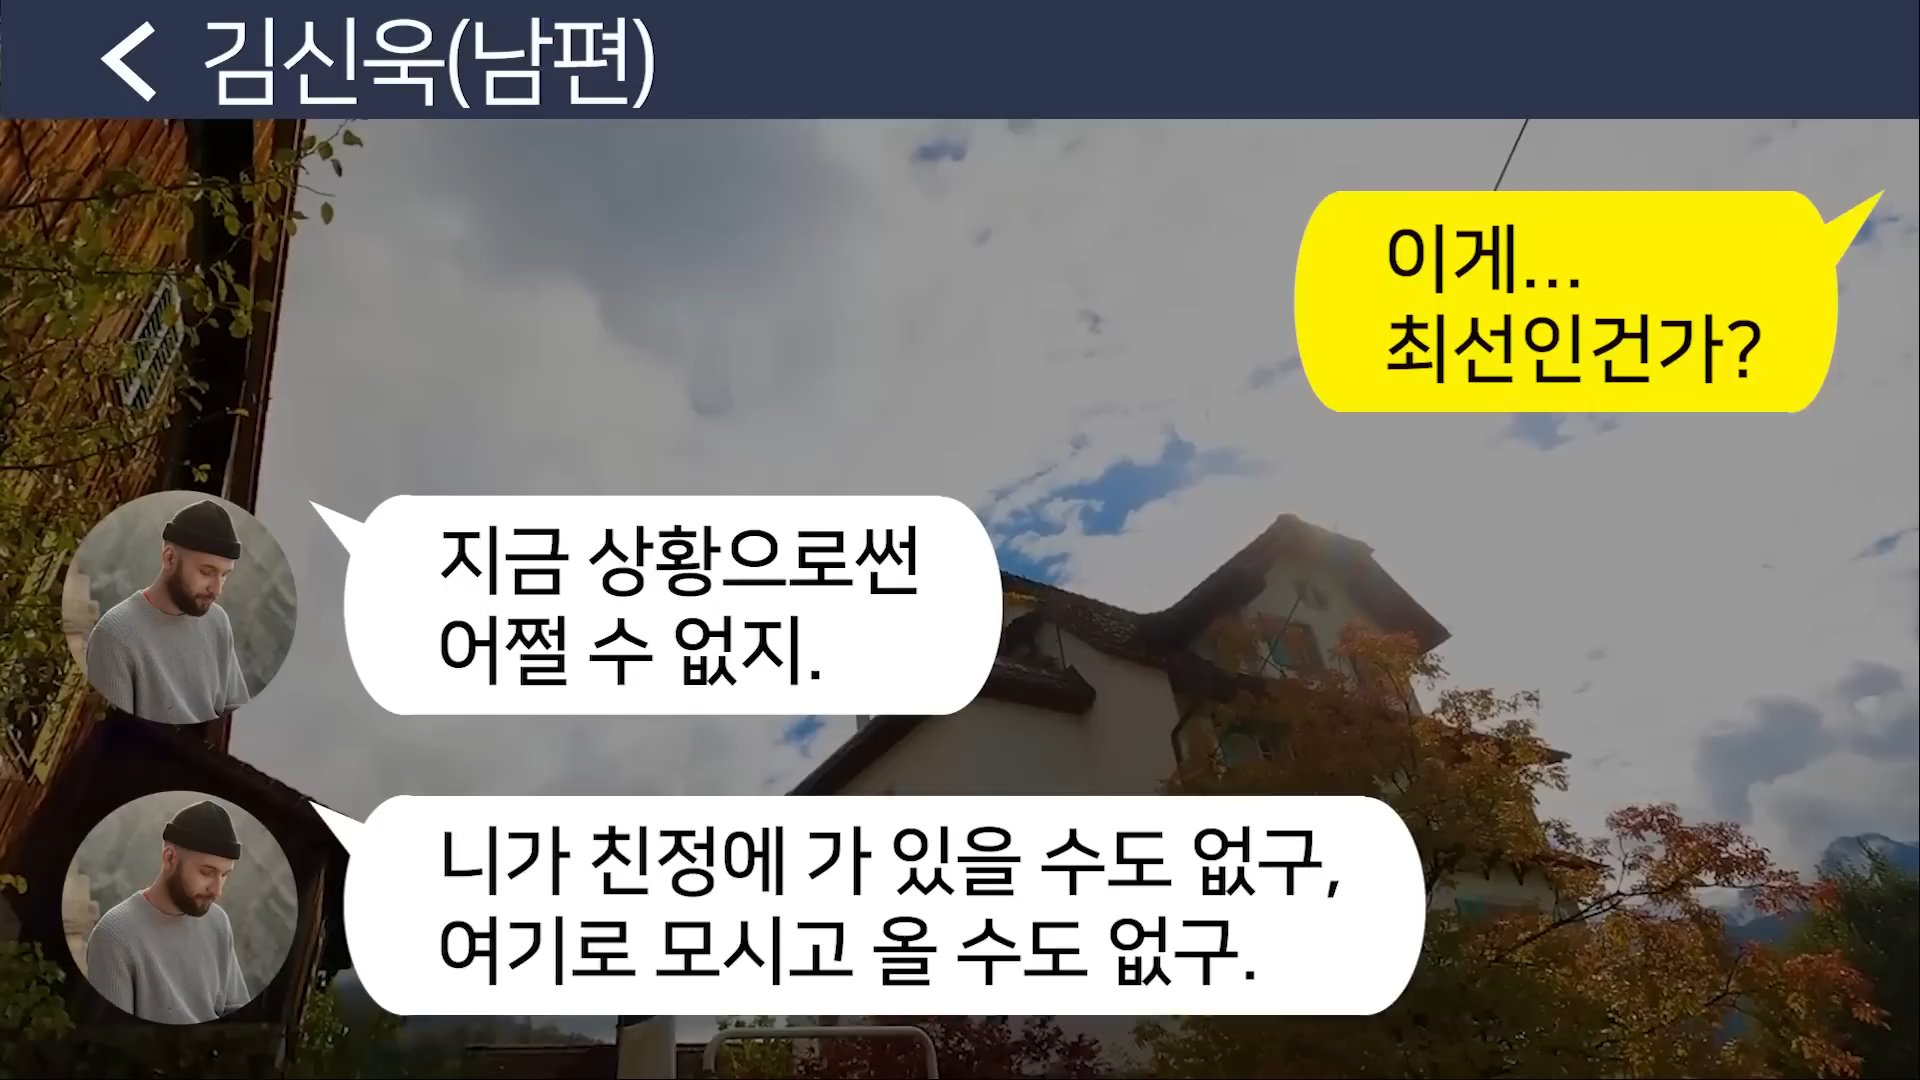 김신욱(남편)
이게...
최선인건가?
지금 상황으로썬
어쩔 수 없지.
니가 친정에 가 있을 수도 없구,
여기로 모시고 올 수도 없구.